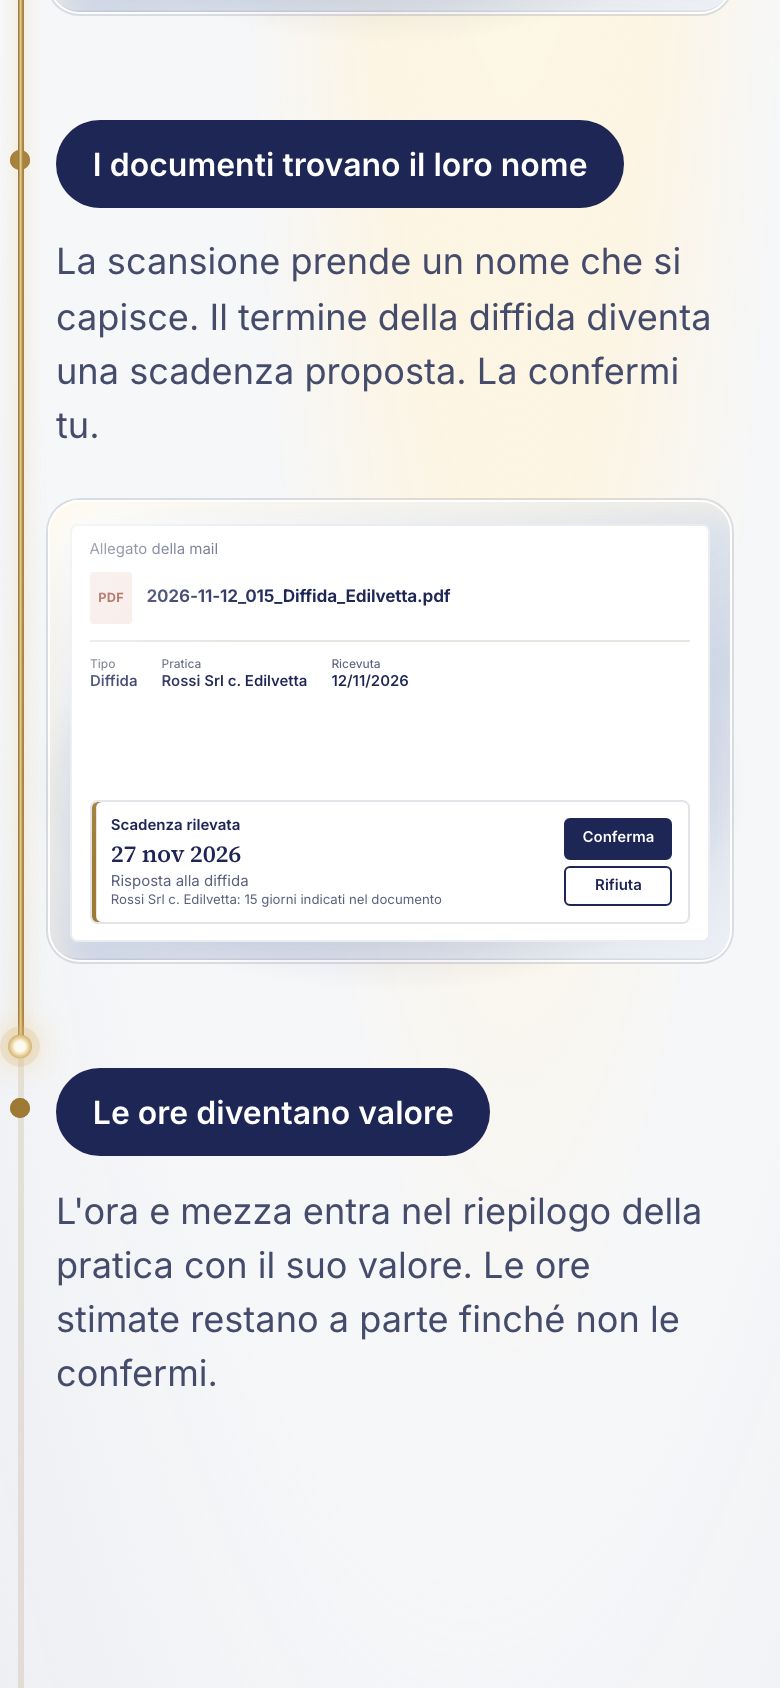 I documenti trovano il loro nome
La scansione prende un nome che si
capisce. Il termine della diffida diventa
una scadenza proposta. La confermi
tu.
Allegato della mail
PDF
2026-11-12_015_Diffida_Edilvetta.pdf
Tipo
Diffida
Pratica
Rossi Srl c. Edilvetta
Ricevuta
12/11/2026
Scadenza rilevata
27 nov 2026
Risposta alla diffida
Rossi Srl c. Edilvetta: 15 giorni indicati nel documento
Conferma
Rifiuta
Le ore diventano valore
L'ora e mezza entra nel riepilogo della
pratica con il suo valore. Le ore
stimate restano a parte finché non le
confermi.